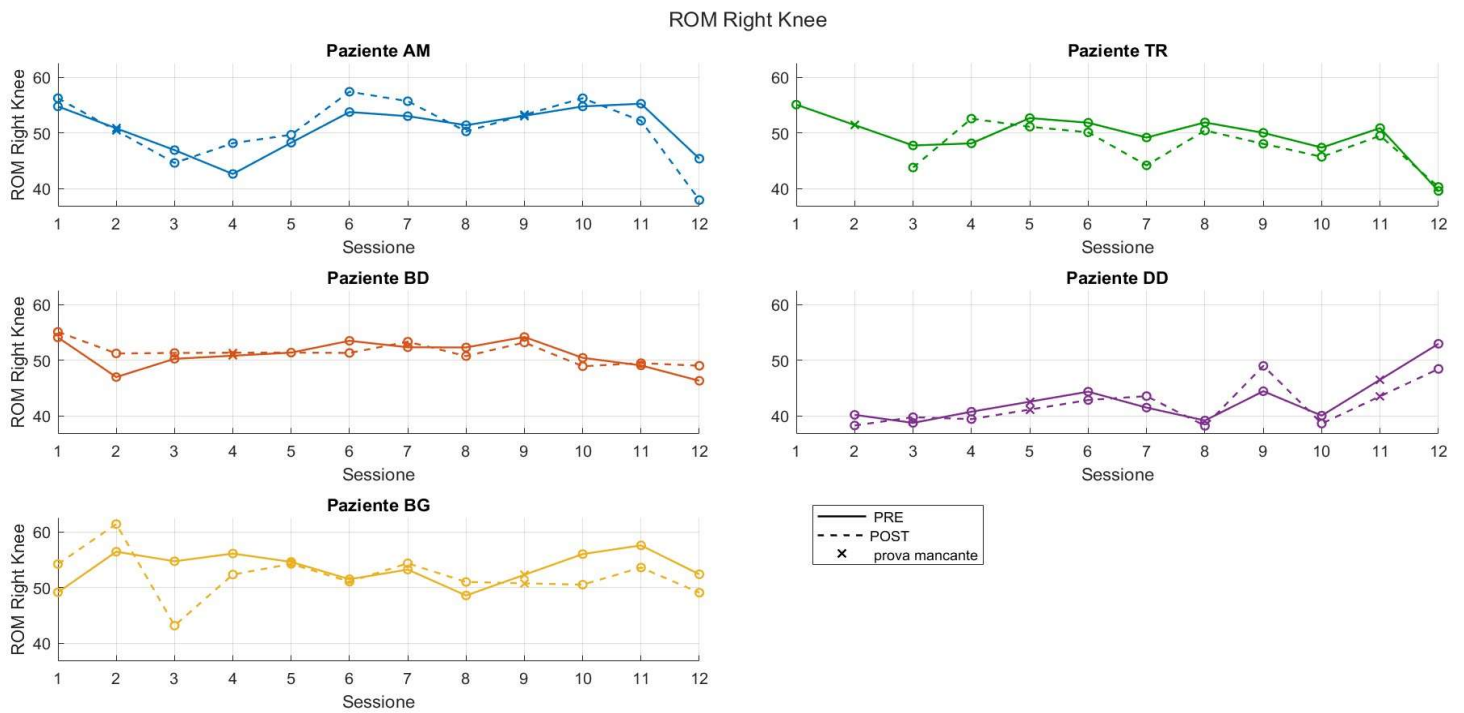 ROM Right Knee
Paziente AM
ROM Right Knee
60
50
40
1 2 3 4 5 6 7 8 9 10 11 12
Sessione
Paziente TR
60
50
40
1 2 3 4 5 6 7 8 9 10 11 12
Sessione
Paziente BD
ROM Right Knee
60
50
40
1 2 3 4 5 6 7 8 9 10 11 12
Sessione
Paziente DD
60
50
40
1 2 3 4 5 6 7 8 9 10 11 12
Sessione
Paziente BG
ROM Right Knee
60
50
40
1 2 3 4 5 6 7 8 9 10 11 12
Sessione
PRE
POST
prova mancante